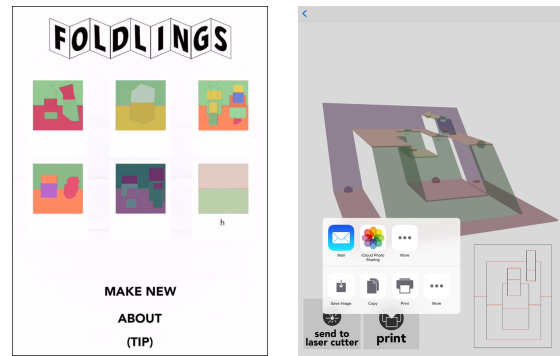 FOLDLINGS
h
MAKE NEW
ABOUT
(TIP)
Mail
iCloud Photo
Sharing
More
Save Image
Copy
Print
More
send to
laser cutter
print